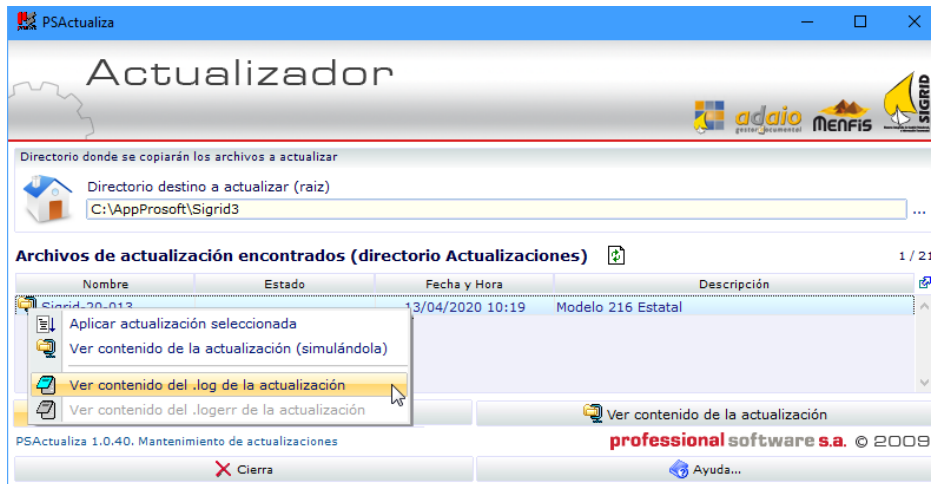 PSActualiza
Actualizador
adaio
gestor documental
MENFIS
SIGRID
Directorio donde se copiarán los archivos a actualizar
Directorio destino a actualizar (raiz)
C:\AppProsoft\Sigrid3
...
Archivos de actualización encontrados (directorio Actualizaciones)
1 / 21
Nombre Estado Fecha y Hora Descripción
Sigrid-20-013 13/04/2020 10:19 Modelo 216 Estatal
Aplicar actualización seleccionada
Ver contenido de la actualización (simulándola)
Ver contenido del .log de la actualización
Ver contenido del .logerr de la actualización
Ver contenido de la actualización
PSActualiza 1.0.40. Mantenimiento de actualizaciones
professional software s.a. © 2009
Cierra
Ayuda...